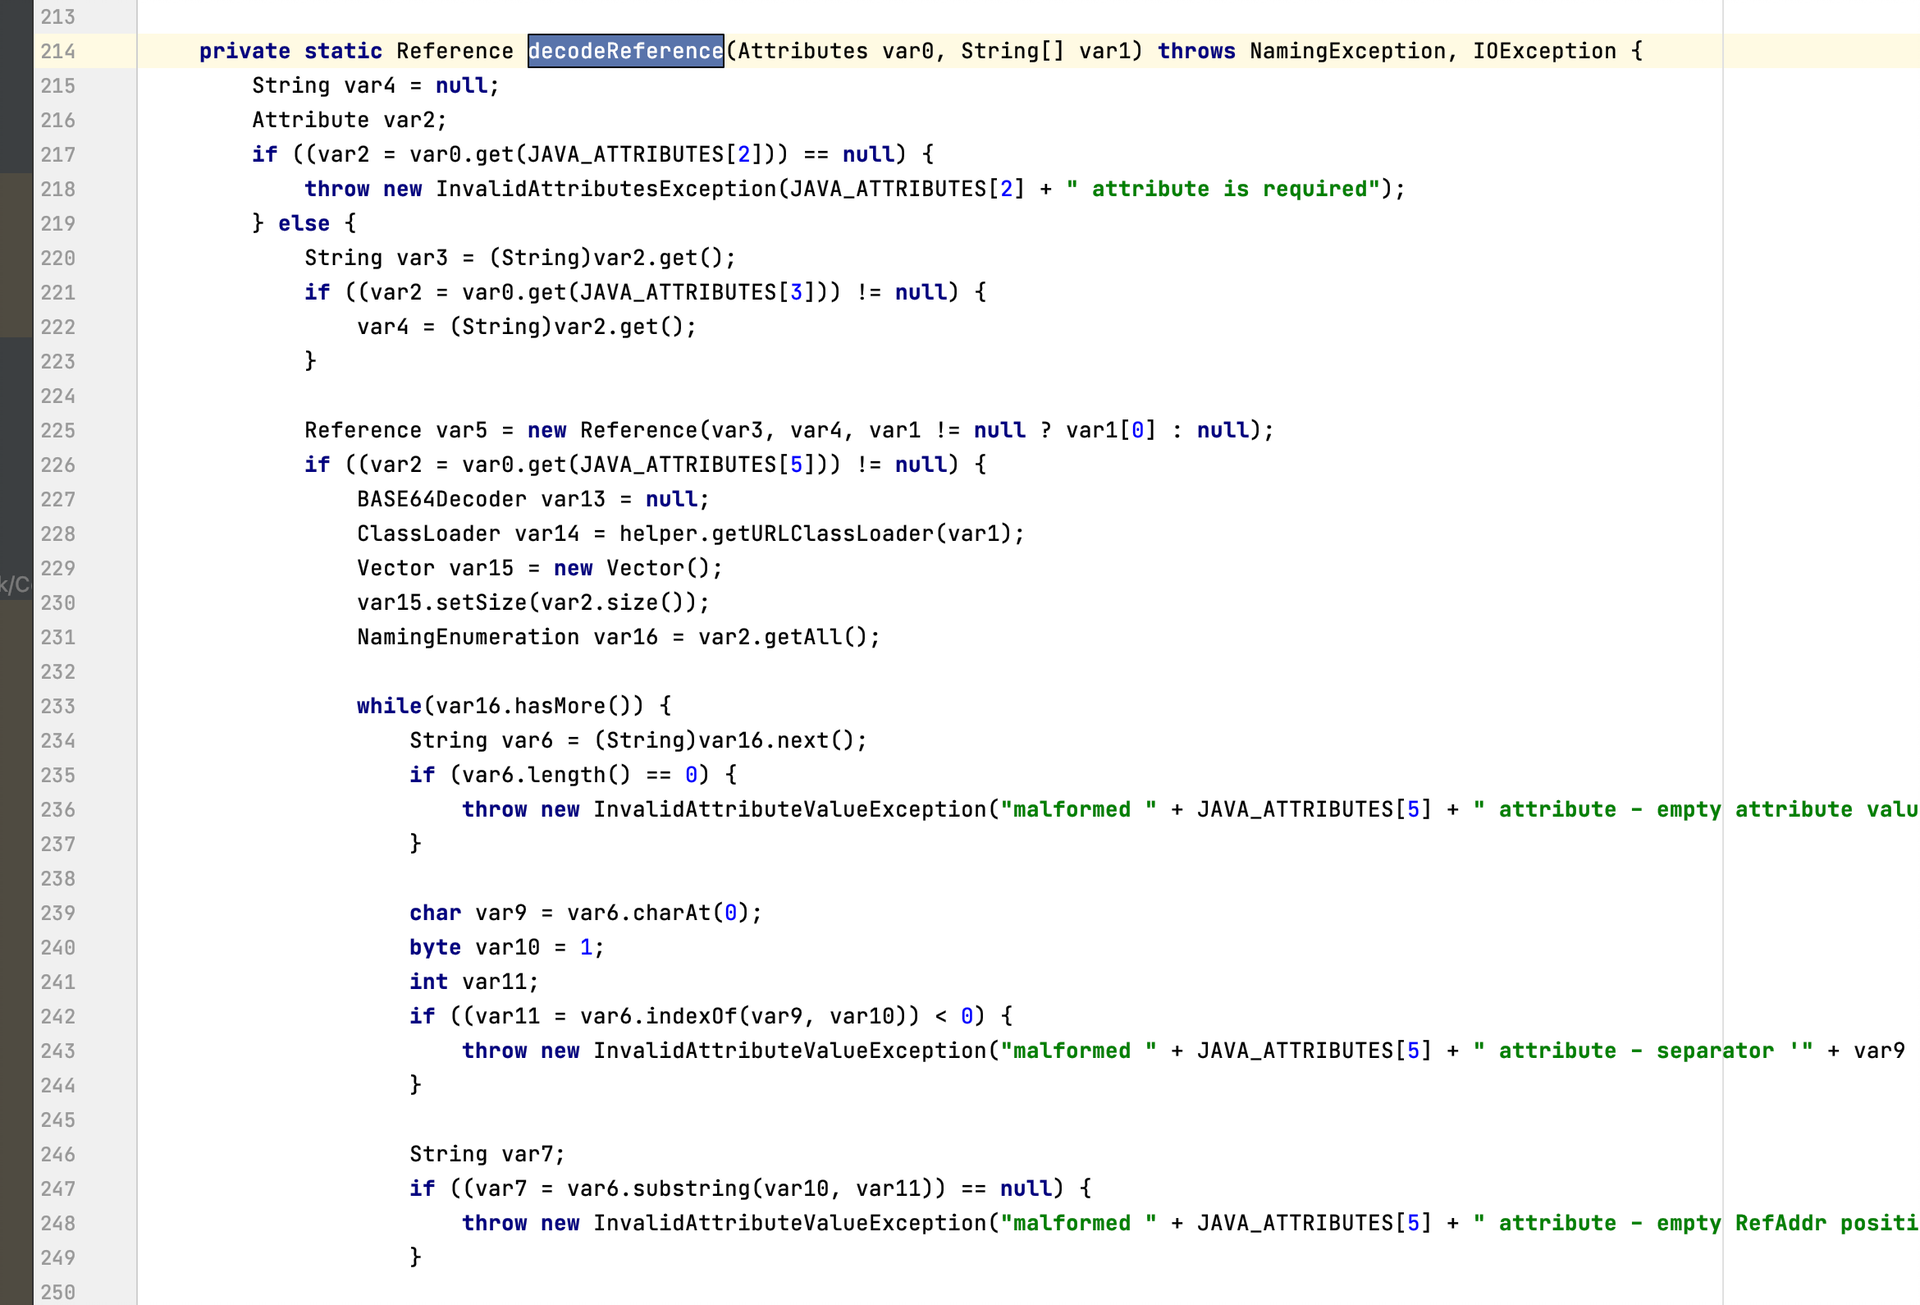 213
214 private static Reference decodeReference(Attributes var0, String[] var1) throws NamingException, IOException {
215 String var4 = null;
216 Attribute var2;
217 if ((var2 = var0.get(JAVA_ATTRIBUTES[2])) == null) {
218 throw new InvalidAttributesException(JAVA_ATTRIBUTES[2] + " attribute is required");
219 } else {
220 String var3 = (String)var2.get();
221 if ((var2 = var0.get(JAVA_ATTRIBUTES[3])) != null) {
222 var4 = (String)var2.get();
223 }
224
225 Reference var5 = new Reference(var3, var4, var1 != null ? var1[0] : null);
226 if ((var2 = var0.get(JAVA_ATTRIBUTES[5])) != null) {
227 BASE64Decoder var13 = null;
228 ClassLoader var14 = helper.getURLClassLoader(var1);
k/C
229 Vector var15 = new Vector();
230 var15.setSize(var2.size());
231 NamingEnumeration var16 = var2.getAll();
232
233 while(var16.hasMore()) {
234 String var6 = (String)var16.next();
235 if (var6.length() == 0) {
236 throw new InvalidAttributeValueException("malformed " + JAVA_ATTRIBUTES[5] + " attribute - empty attribute valu
237 }
238
239 char var9 = var6.charAt(0);
240 byte var10 = 1;
241 int var11;
242 if ((var11 = var6.indexOf(var9, var10)) < 0) {
243 throw new InvalidAttributeValueException("malformed " + JAVA_ATTRIBUTES[5] + " attribute - separator '" + var9
244 }
245
246 String var7;
247 if ((var7 = var6.substring(var10, var11)) == null) {
248 throw new InvalidAttributeValueException("malformed " + JAVA_ATTRIBUTES[5] + " attribute - empty RefAddr positi
249 }
250